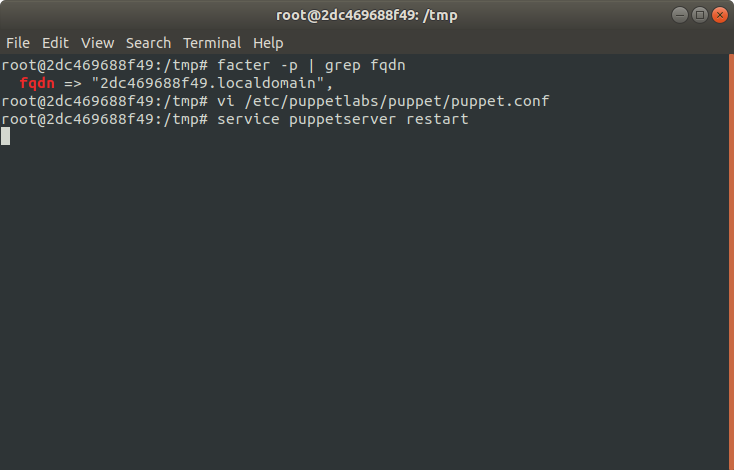 root@2dc469688f49: /tmp
File Edit View Search Terminal Help
root@2dc469688f49:/tmp# facter -p | grep fqdn
  fqdn => "2dc469688f49.localdomain",
root@2dc469688f49:/tmp# vi /etc/puppetlabs/puppet/puppet.conf
root@2dc469688f49:/tmp# service puppetserver restart